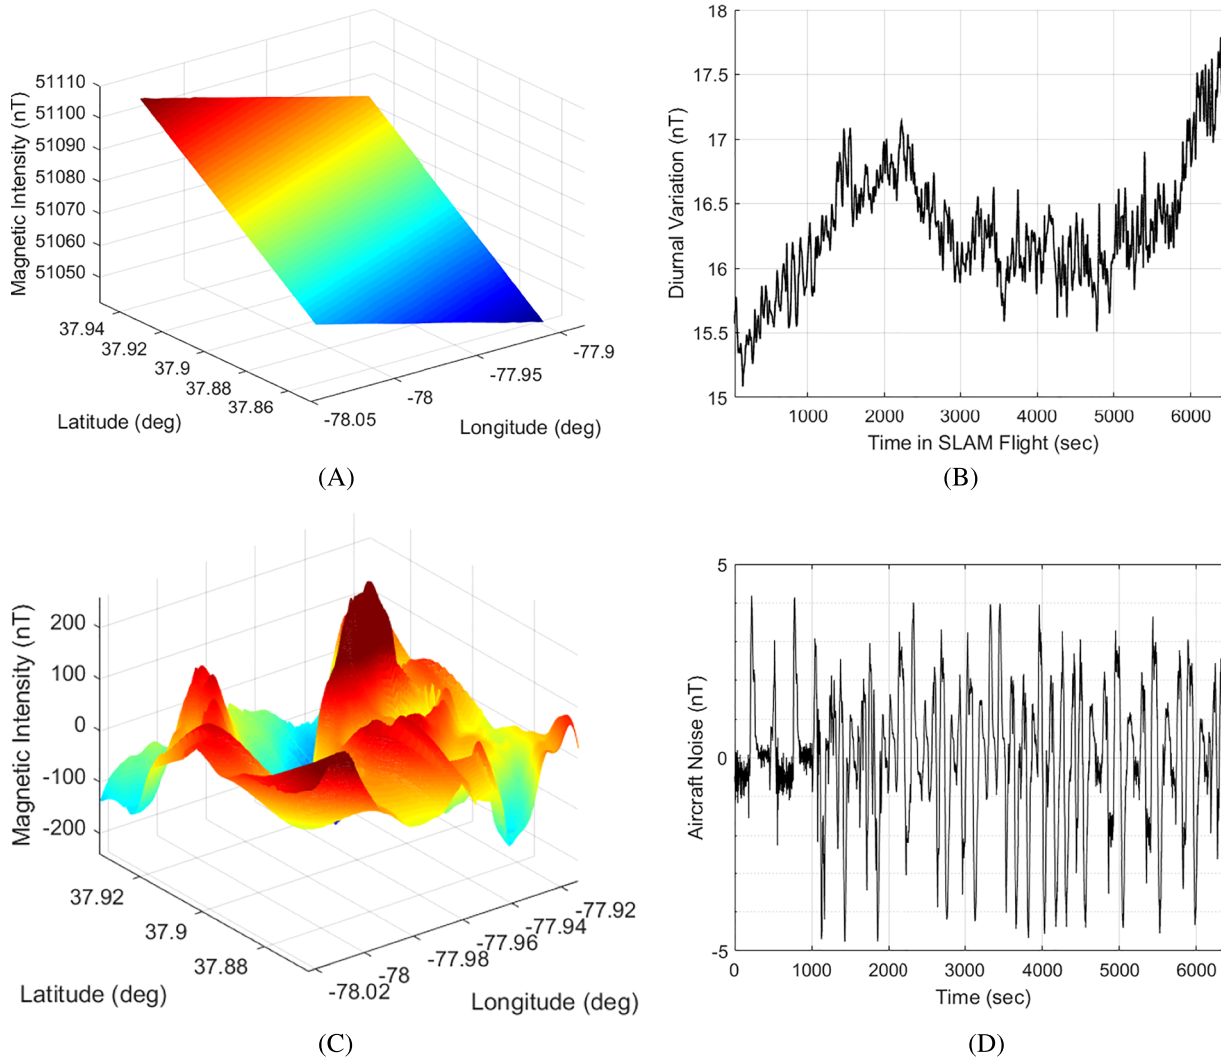 51110
51100
51090
51080
51070
51060
51050
Magnetic Intensity (nT)
37.94
37.92
37.9
37.88
37.86
Latitude (deg)
-78.05
-78
-77.95
-77.9
Longitude (deg)
(A)
18
17.5
17
16.5
16
15.5
15
Diurnal Variation (nT)
1000 2000 3000 4000 5000 6000
Time in SLAM Flight (sec)
(B)
200
100
0
-100
-200
Magnetic Intensity (nT)
37.92
37.9
37.88
Latitude (deg)
-78.02
-78
-77.98
-77.96
-77.94
-77.92
Longitude (deg)
(C)
5
0
-5
Aircraft Noise (nT)
0 1000 2000 3000 4000 5000 6000
Time (sec)
(D)